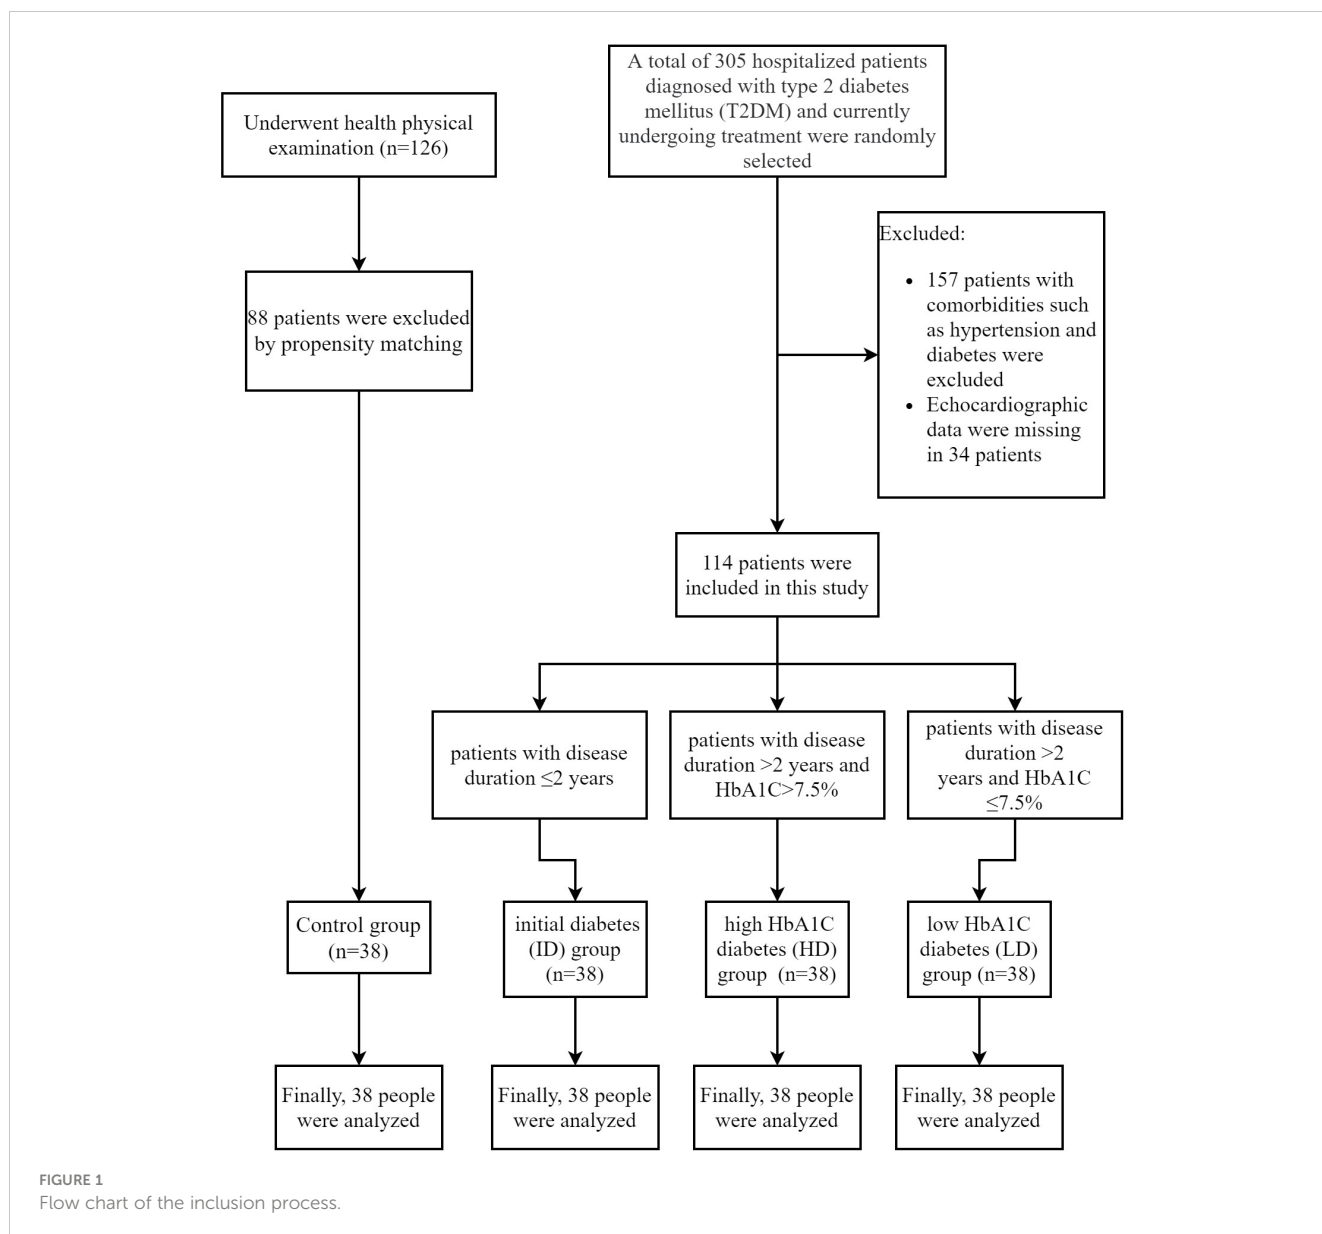 Underwent health physical
examination (n=126)
A total of 305 hospitalized patients
diagnosed with type 2 diabetes
mellitus (T2DM) and currently
undergoing treatment were randomly
selected
88 patients were excluded
by propensity matching
Excluded:
• 157 patients with
comorbidities such
as hypertension and
diabetes were
excluded
• Echocardiographic
data were missing
in 34 patients
114 patients were
included in this study
patients with disease
duration ≤2 years
patients with disease
duration >2 years and
HbA1C>7.5%
patients with disease
duration >2
years and HbA1C
≤7.5%
Control group
(n=38)
initial diabetes
(ID) group
(n=38)
high HbA1C
diabetes (HD)
group (n=38)
low HbA1C
diabetes (LD)
group (n=38)
Finally, 38 people
were analyzed
Finally, 38 people
were analyzed
Finally, 38 people
were analyzed
Finally, 38 people
were analyzed
FIGURE 1
Flow chart of the inclusion process.